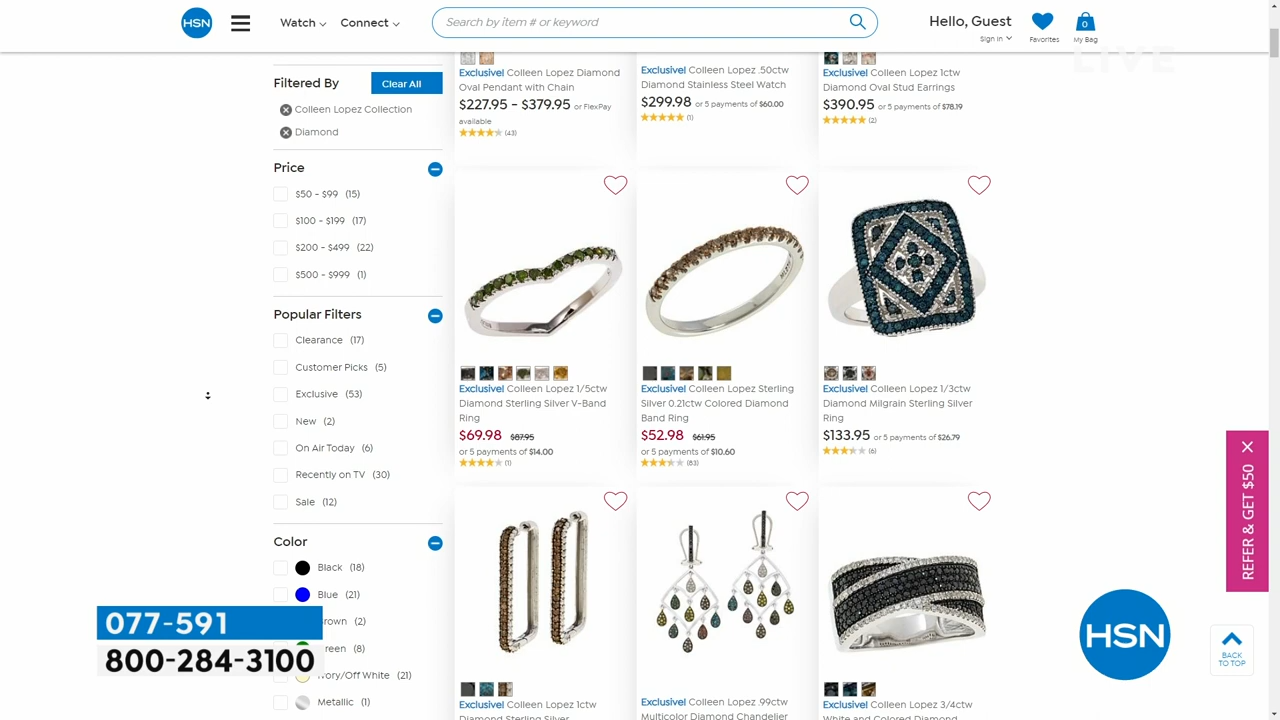 HSN
Watch
Connect
Search by item # or keyword
Hello, Guest
Sign In
Favorites
0
My Bag
LIVE
Filtered By
Clear All
Colleen Lopez Collection
Diamond
Price
$50 - $99 (15)
$100 - $199 (17)
$200 - $499 (22)
$500 - $999 (1)
Popular Filters
Clearance (17)
Customer Picks (5)
Exclusive (53)
New (2)
On Air Today (6)
Recently on TV (30)
Sale (12)
Color
Black (18)
Blue (21)
rown (2)
reen (8)
Ivory/Off White (21)
Metallic (1)
Exclusive! Colleen Lopez Diamond
Oval Pendant with Chain
$227.95 - $379.95 or FlexPay
available
(43)
Exclusive! Colleen Lopez .50ctw
Diamond Stainless Steel Watch
$299.98 or 5 payments of $60.00
(1)
Exclusive! Colleen Lopez 1ctw
Diamond Oval Stud Earrings
$390.95 or 5 payments of $78.19
(2)
Exclusive! Colleen Lopez 1/5ctw
Diamond Sterling Silver V-Band
Ring
$69.98 $87.95
or 5 payments of $14.00
(1)
Exclusive! Colleen Lopez Sterling
Silver 0.21ctw Colored Diamond
Band Ring
$52.98 $61.95
or 5 payments of $10.60
(83)
Exclusive! Colleen Lopez 1/3ctw
Diamond Milgrain Sterling Silver
Ring
$133.95 or 5 payments of $26.79
(6)
Exclusive! Colleen Lopez 1ctw
Diamond Sterling Silver
Exclusive! Colleen Lopez .99ctw
Multicolor Diamond Chandelier
Exclusive! Colleen Lopez 3/4ctw
White and Colored Diamond
REFER & GET $50
BACK
TO TOP
HSN
077-591
800-284-3100